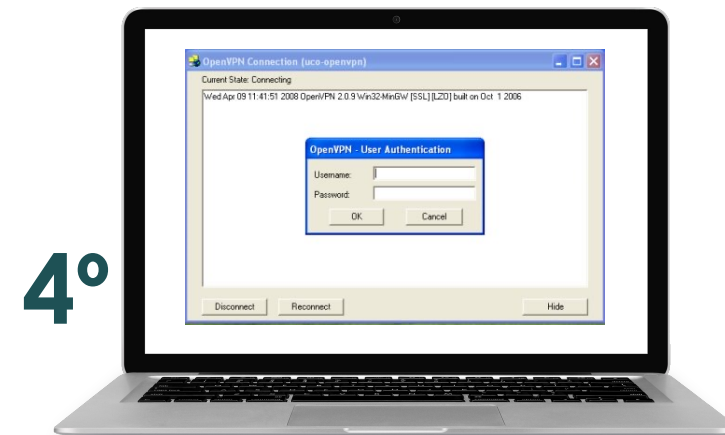 OpenVPN Connection (uco-openvpn)
Current State: Connecting
Wed Apr 09 11:41:51 2008 OpenVPN 2.0.9 Win32-MinGW [SSL] [LZO] built on Oct 1 2006
OpenVPN - User Authentication
Username:
Password:
OK Cancel
4º
Disconnect Reconnect Hide